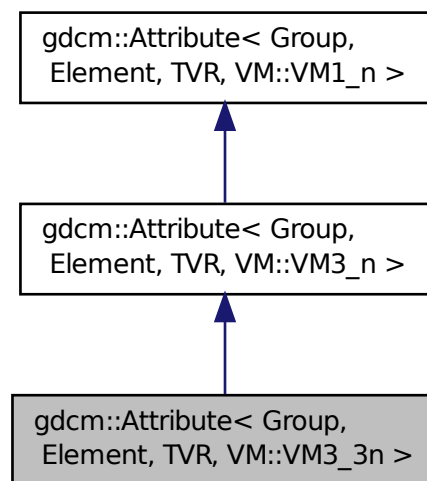 gdcm::Attribute< Group,
Element, TVR, VM::VM1_n >
gdcm::Attribute< Group,
Element, TVR, VM::VM3_n >
gdcm::Attribute< Group,
Element, TVR, VM::VM3_3n >